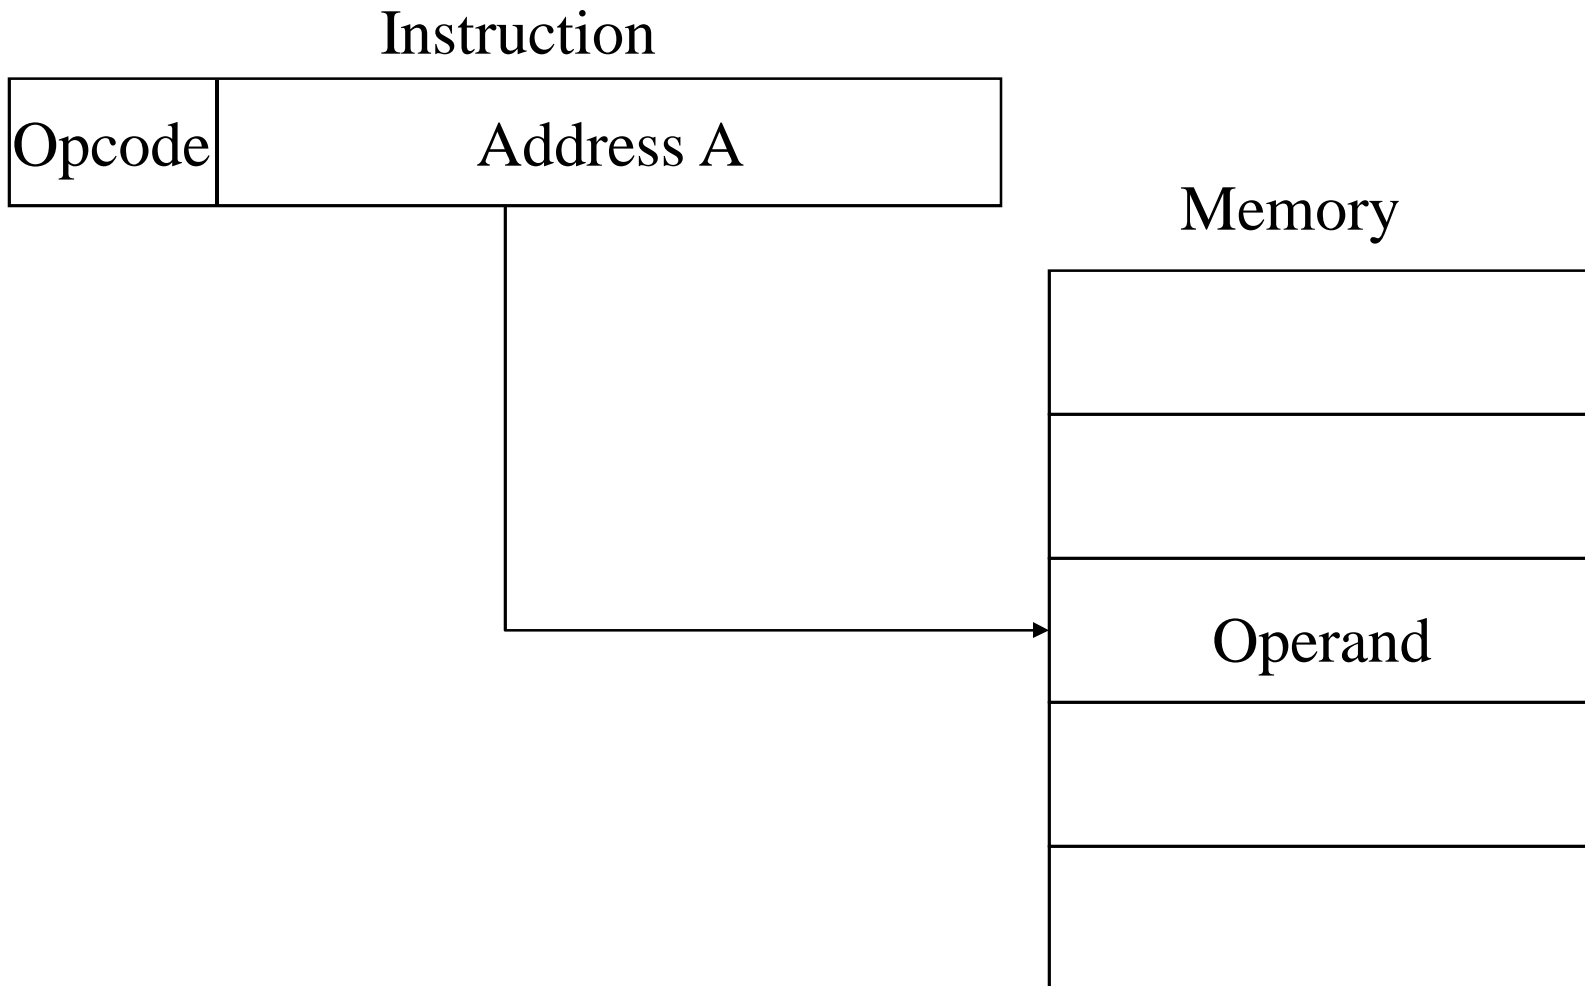 Instruction
Opcode
Address A
Memory
Operand